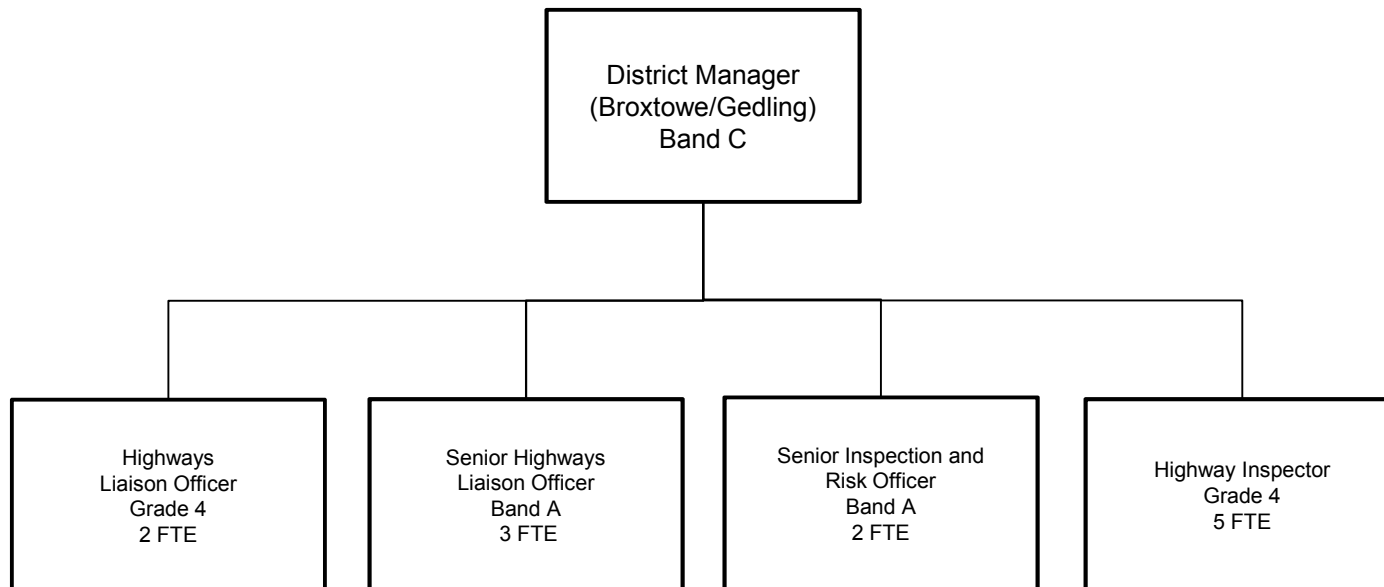 District Manager
(Broxtowe/Gedling)
Band C
Highways
Liaison Officer
Grade 4
2 FTE
Senior Highways
Liaison Officer
Band A
3 FTE
Senior Inspection and
Risk Officer
Band A
2 FTE
Highway Inspector
Grade 4
5 FTE